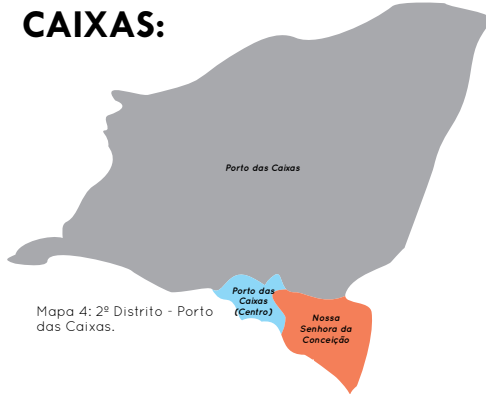 CAIXAS:
Porto das Caixas
Porto das
Caixas
(Centro)
Nossa
Senhora da
Conceição
Mapa 4: 2º Distrito - Porto
das Caixas.